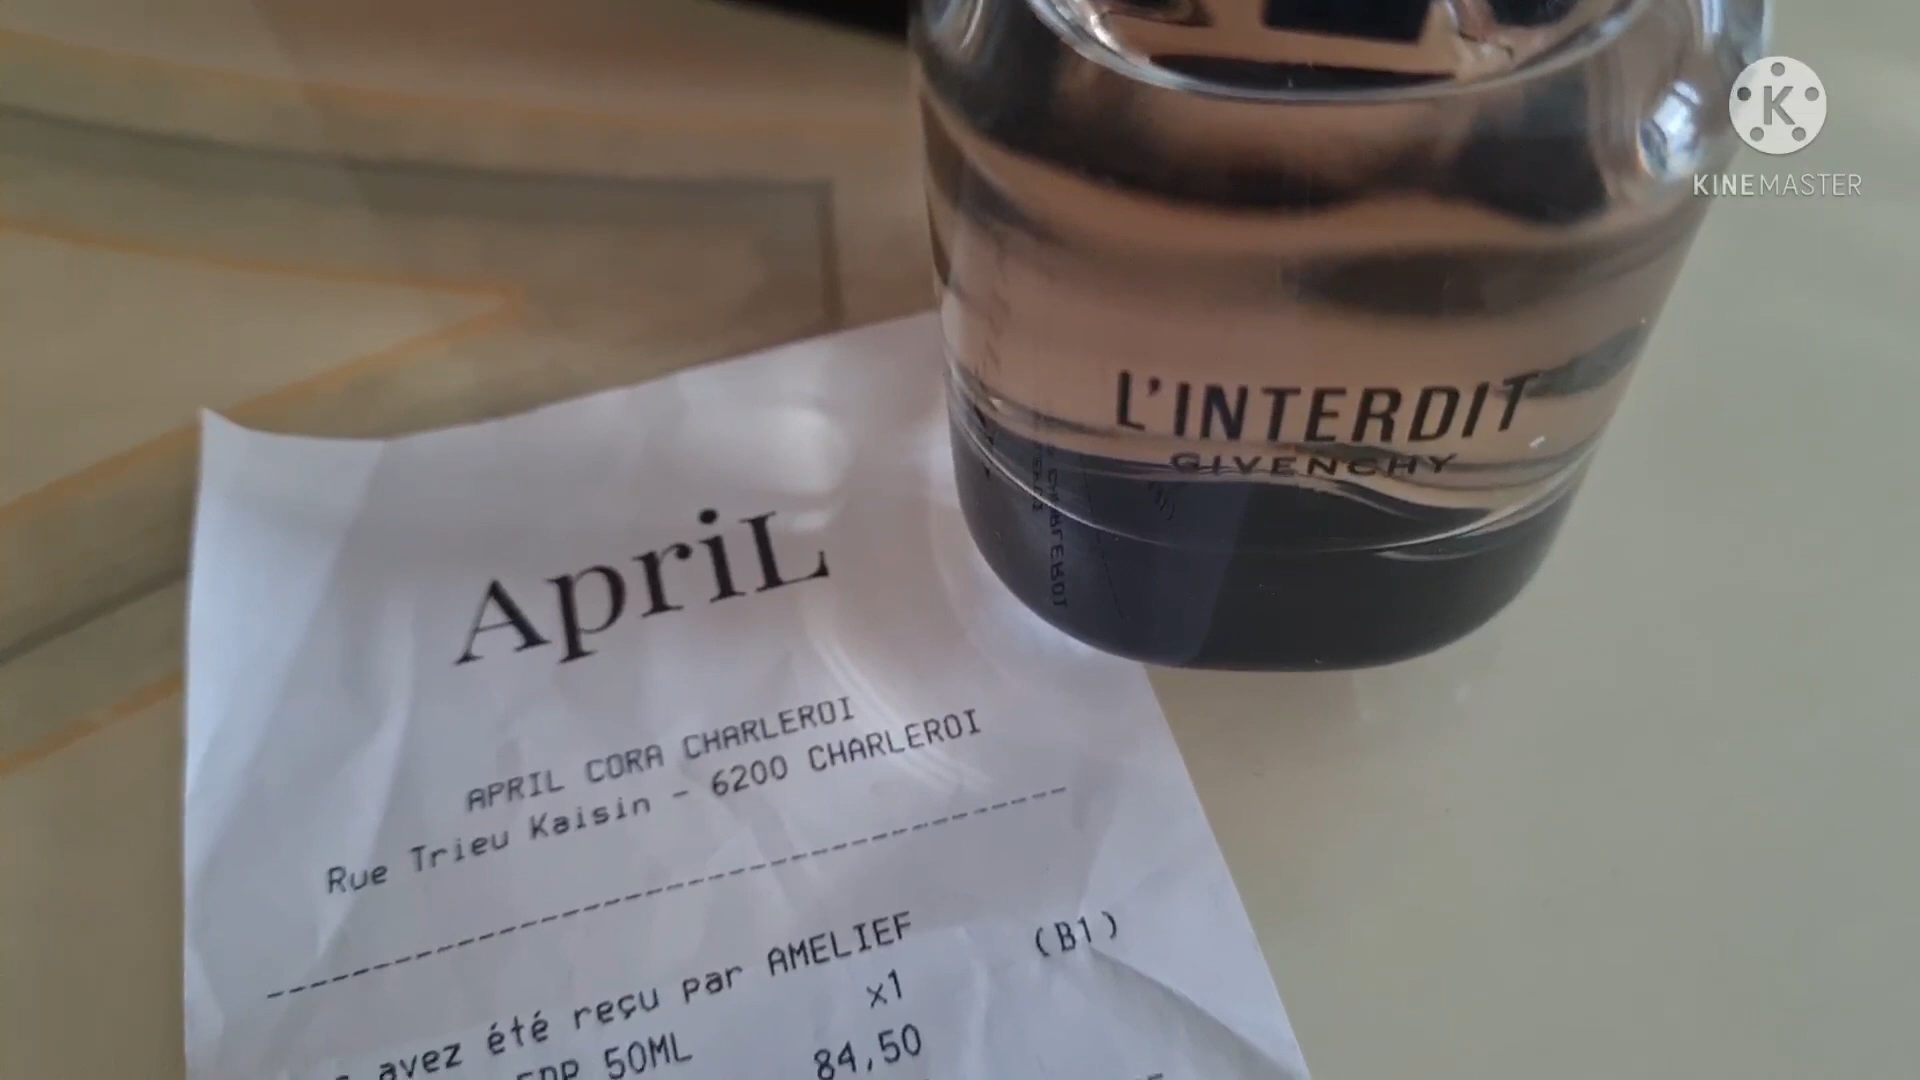 K
KINEMASTER
L'INTERDIT
GIVENCHY
ApriL
APRIL CORA CHARLEROI
Rue Trieu Kaisin - 6200 CHARLEROI
avez été reçu par AMELIEF (B1)
x1
EDP 50ML 84,50